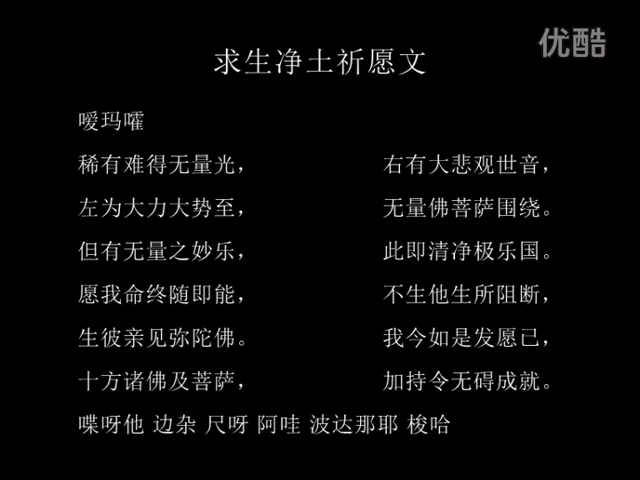 优酷
求生净土祈愿文
嗳玛嚯
稀有难得无量光， 右有大悲观世音，
左为大力大势至， 无量佛菩萨围绕。
但有无量之妙乐， 此即清净极乐国。
愿我命终随即能， 不生他生所阻断，
生彼亲见弥陀佛。 我今如是发愿已，
十方诸佛及菩萨， 加持令无碍成就。
喋呀他 边杂 尺呀 阿哇 波达那耶 梭哈